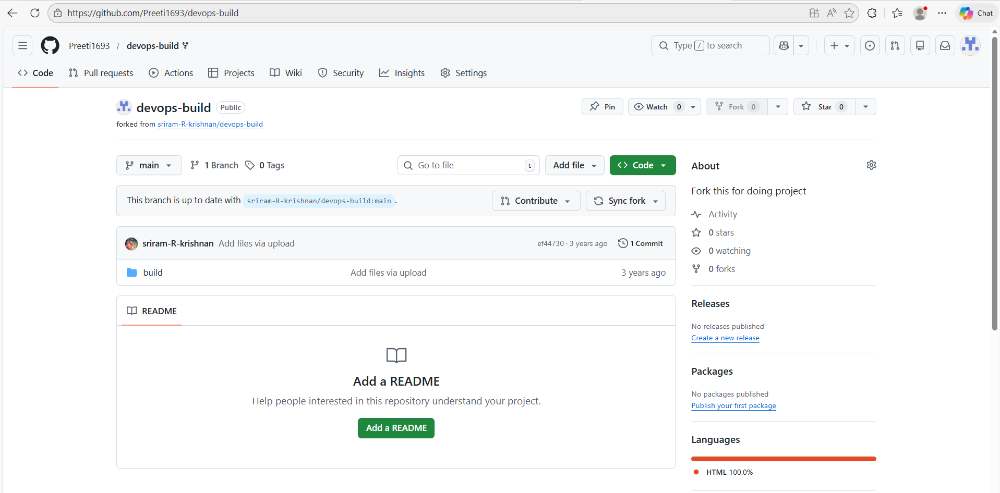 https://github.com/Preeti1693/devops-build
Chat
Preeti1693 / devops-build
Type / to search
Code
Pull requests
Actions
Projects
Wiki
Security
Insights
Settings
devops-build Public
Pin
Watch 0
Fork 0
Star 0
forked from sriram-R-krishnan/devops-build
main
1 Branch
0 Tags
Go to file
t
Add file
Code
This branch is up to date with sriram-R-krishnan/devops-build:main .
Contribute
Sync fork
sriram-R-krishnan Add files via upload
ef44730 · 3 years ago
1 Commit
build
Add files via upload
3 years ago
README
Add a README
Help people interested in this repository understand your project.
Add a README
About
Fork this for doing project
Activity
0 stars
0 watching
0 forks
Releases
No releases published
Create a new release
Packages
No packages published
Publish your first package
Languages
HTML 100.0%